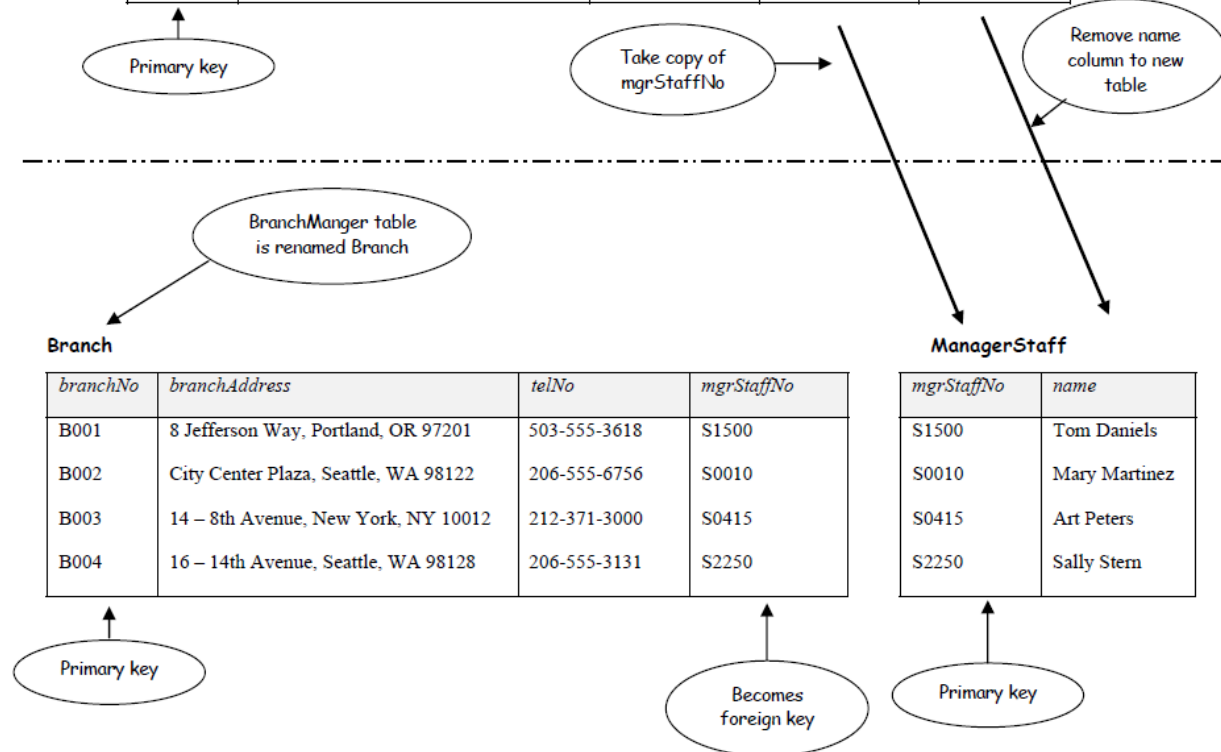 Primary key
Take copy of
mgrStaffNo
Remove name
column to new
table
BranchManger table
is renamed Branch
Branch
branchNo branchAddress telNo mgrStaffNo
B001 8 Jefferson Way, Portland, OR 97201 503-555-3618 S1500
B002 City Center Plaza, Seattle, WA 98122 206-555-6756 S0010
B003 14 – 8th Avenue, New York, NY 10012 212-371-3000 S0415
B004 16 – 14th Avenue, Seattle, WA 98128 206-555-3131 S2250
ManagerStaff
mgrStaffNo name
S1500 Tom Daniels
S0010 Mary Martinez
S0415 Art Peters
S2250 Sally Stern
Primary key
Becomes
foreign key
Primary key